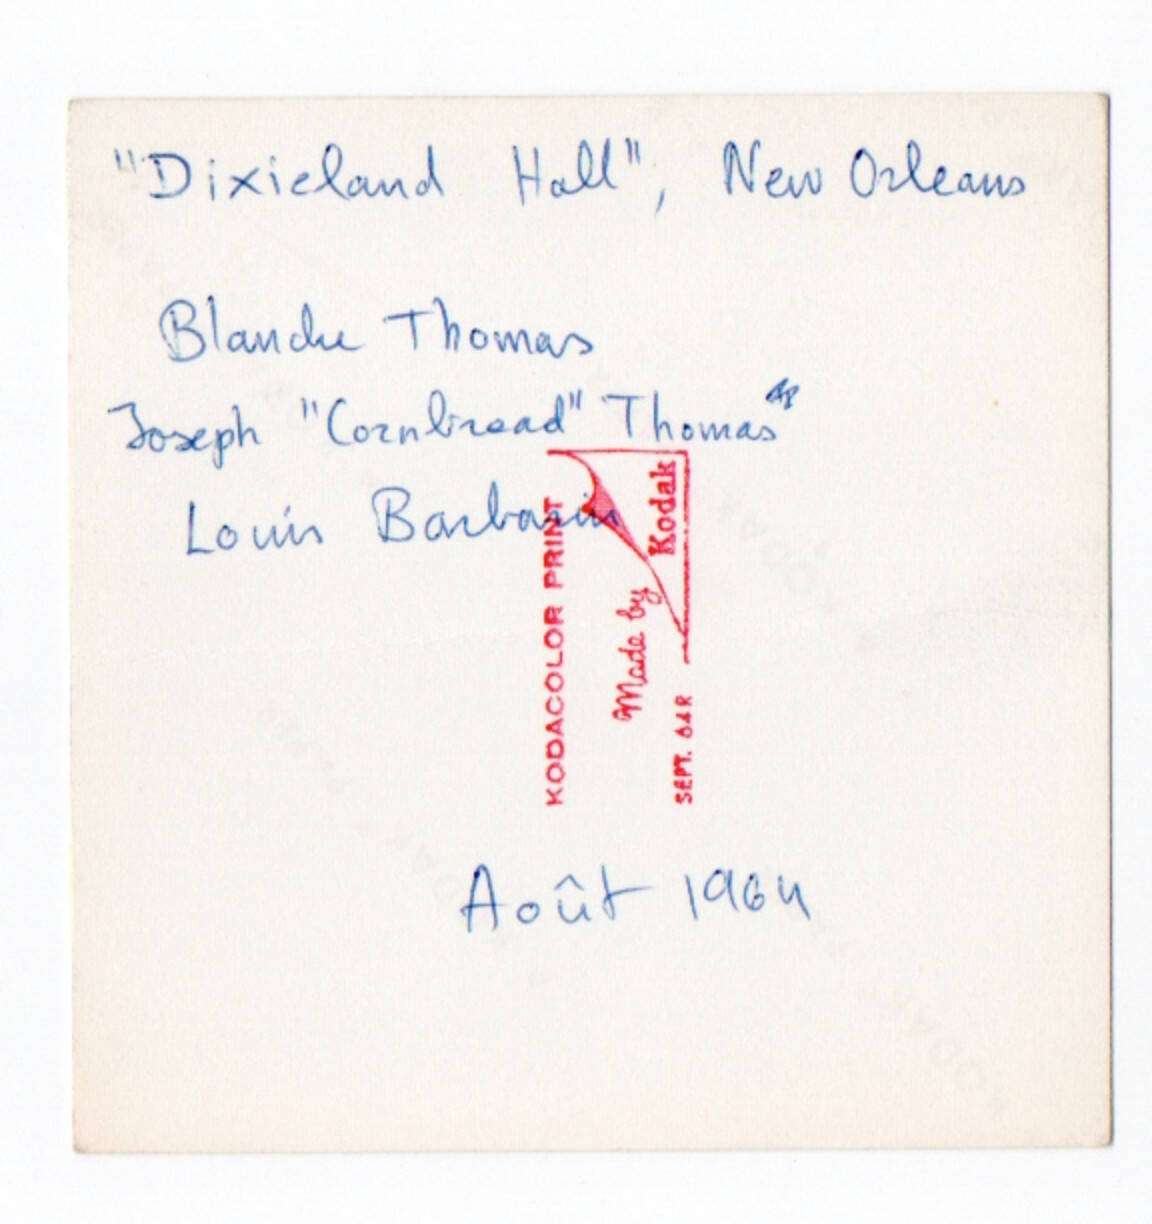 "Dixieland Hall", New Orleans
Blanche Thomas
Joseph "Cornbread" Thomas
Louis Barbarin
KODACOLOR PRINT
Made by
Kodak
SEPT. 64R
Août 1964